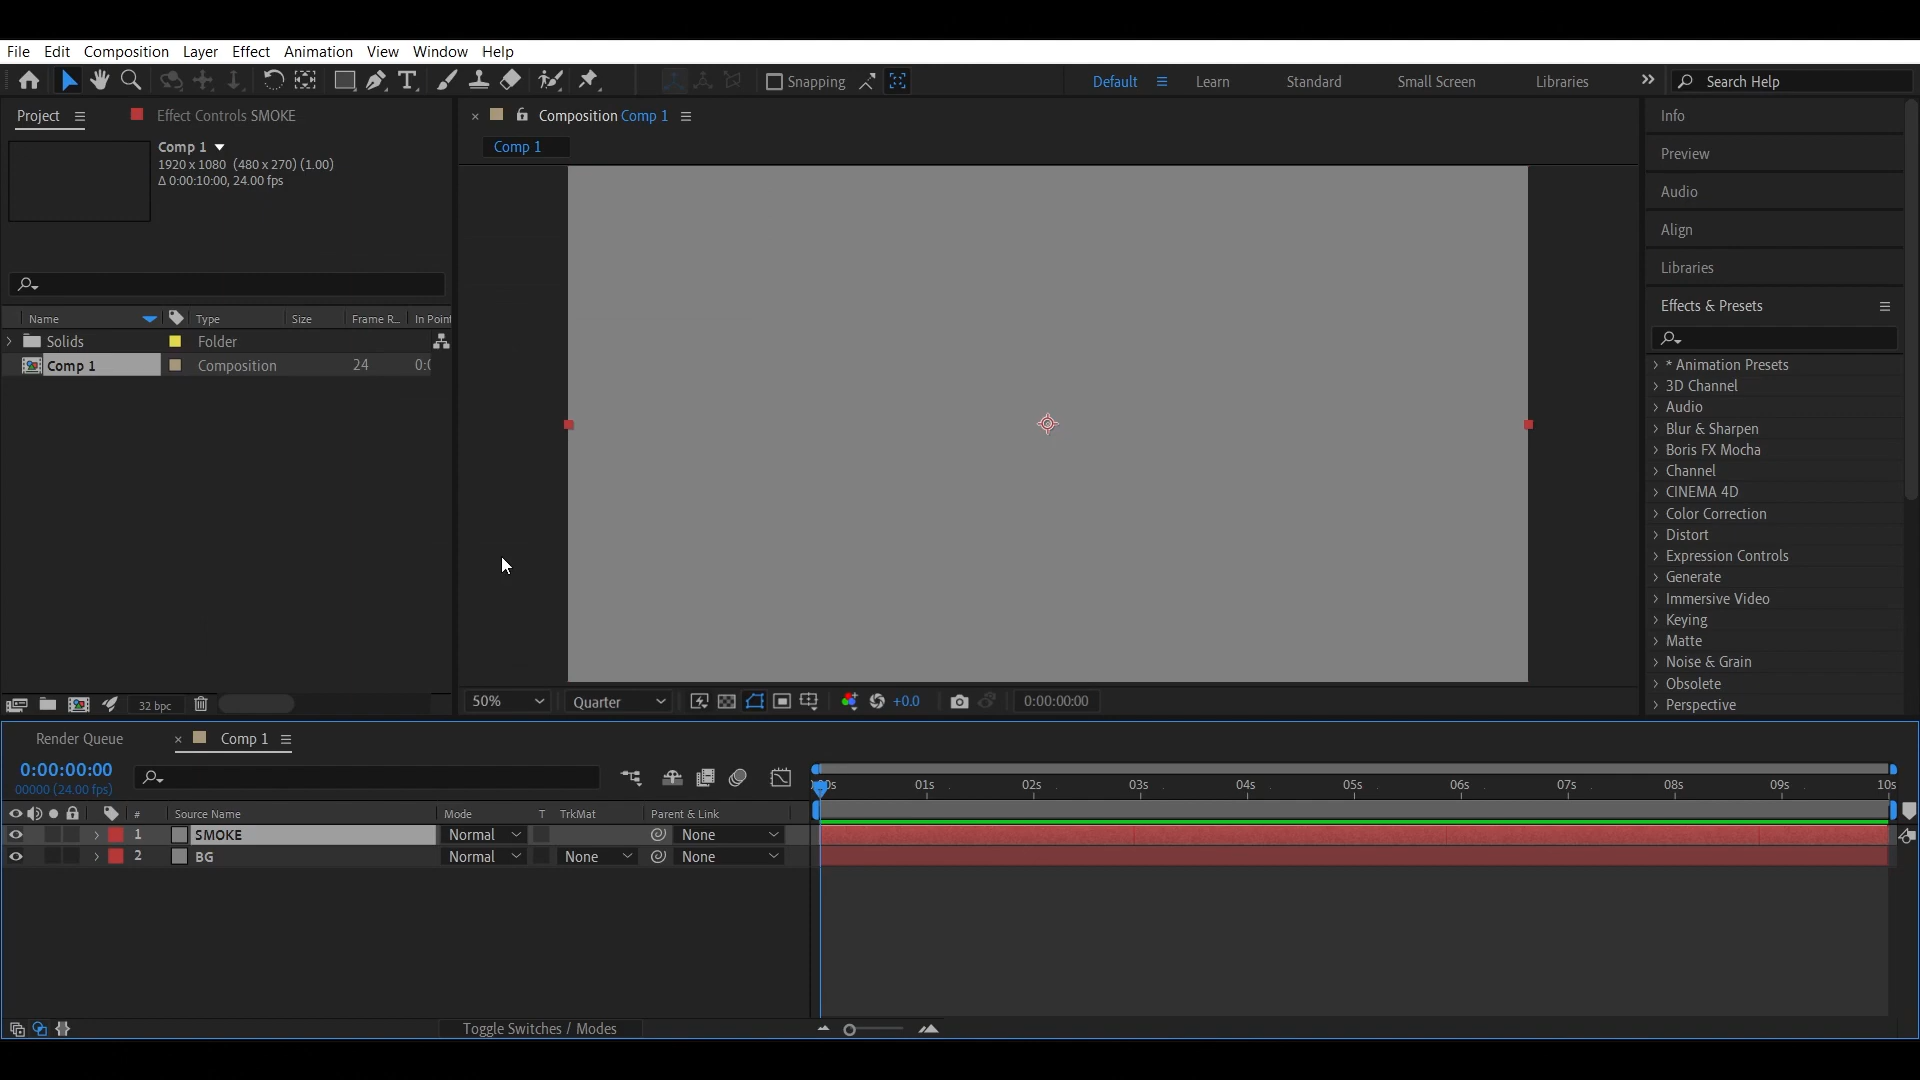 File Edit Composition Layer Effect Animation View Window Help
Snapping Default Learn Standard Small Screen Libraries Search Help
Project Effect Controls SMOKE
Comp 1
1920 x 1080 (480 x 270) (1.00)
Δ 0:00:10:00, 24.00 fps
Name Type Size Frame R... In Point
Solids Folder
Comp 1 Composition 24 0:0
32 bpc
Composition Comp 1
Comp 1
50% Quarter +0.0 0:00:00:00
Info
Preview
Audio
Align
Libraries
Effects & Presets
* Animation Presets
3D Channel
Audio
Blur & Sharpen
Boris FX Mocha
Channel
CINEMA 4D
Color Correction
Distort
Expression Controls
Generate
Immersive Video
Keying
Matte
Noise & Grain
Obsolete
Perspective
Render Queue Comp 1
0:00:00:00
00000 (24.00 fps)
01s 02s 03s 04s 05s 06s 07s 08s 09s 10s
# Source Name Mode T TrkMat Parent & Link
1 SMOKE Normal None
2 BG Normal None None
Toggle Switches / Modes